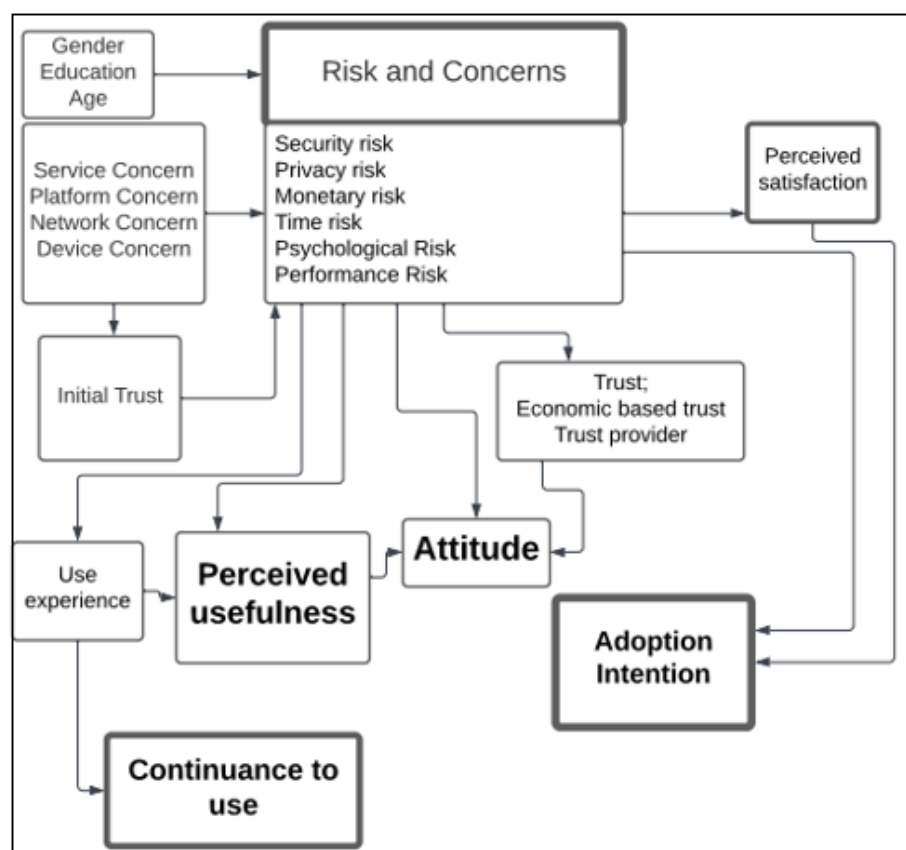 Gender
Education
Age
Risk and Concerns
Service Concern
Platform Concern
Network Concern
Device Concern
Security risk
Privacy risk
Monetary risk
Time risk
Psychological Risk
Performance Risk
Perceived
satisfaction
Initial Trust
Trust;
Economic based trust
Trust provider
Use
experience
Perceived
usefulness
Attitude
Adoption
Intention
Continuance to
use